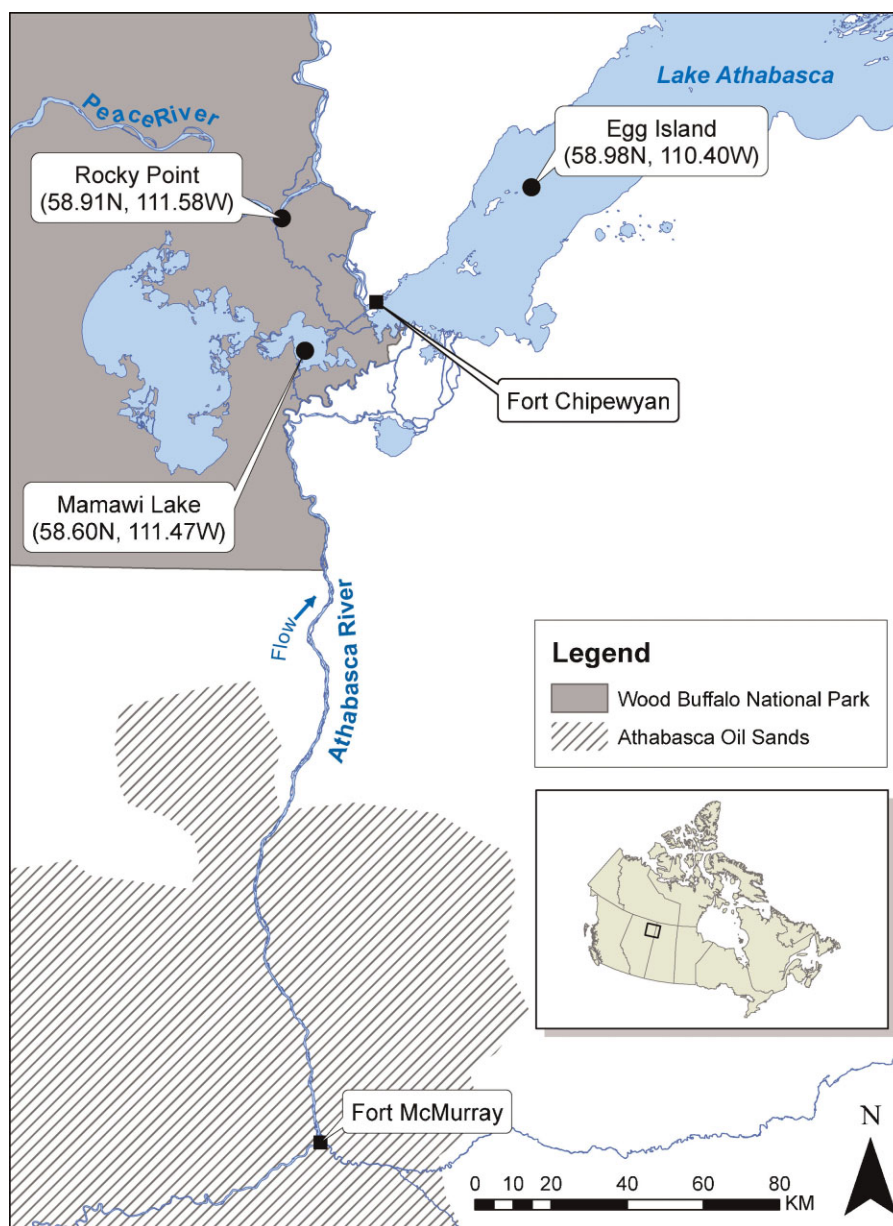 Lake Athabasca
PeaceRiver
Egg Island
(58.98N, 110.40W)
Rocky Point
(58.91N, 111.58W)
Fort Chipewyan
Mamawi Lake
(58.60N, 111.47W)
Flow
Athabasca River
Legend
Wood Buffalo National Park
Athabasca Oil Sands
Fort McMurray
N
0 20 40 60 80
KM